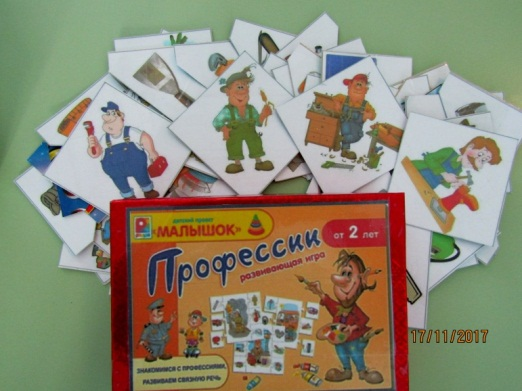 детский проект
«МАЛЫШОК»
Профессии
развивающая игра
от 2 лет
ЗНАКОМИМСЯ С ПРОФЕССИЯМИ,
РАЗВИВАЕМ СВЯЗНУЮ РЕЧЬ
17/11/2017